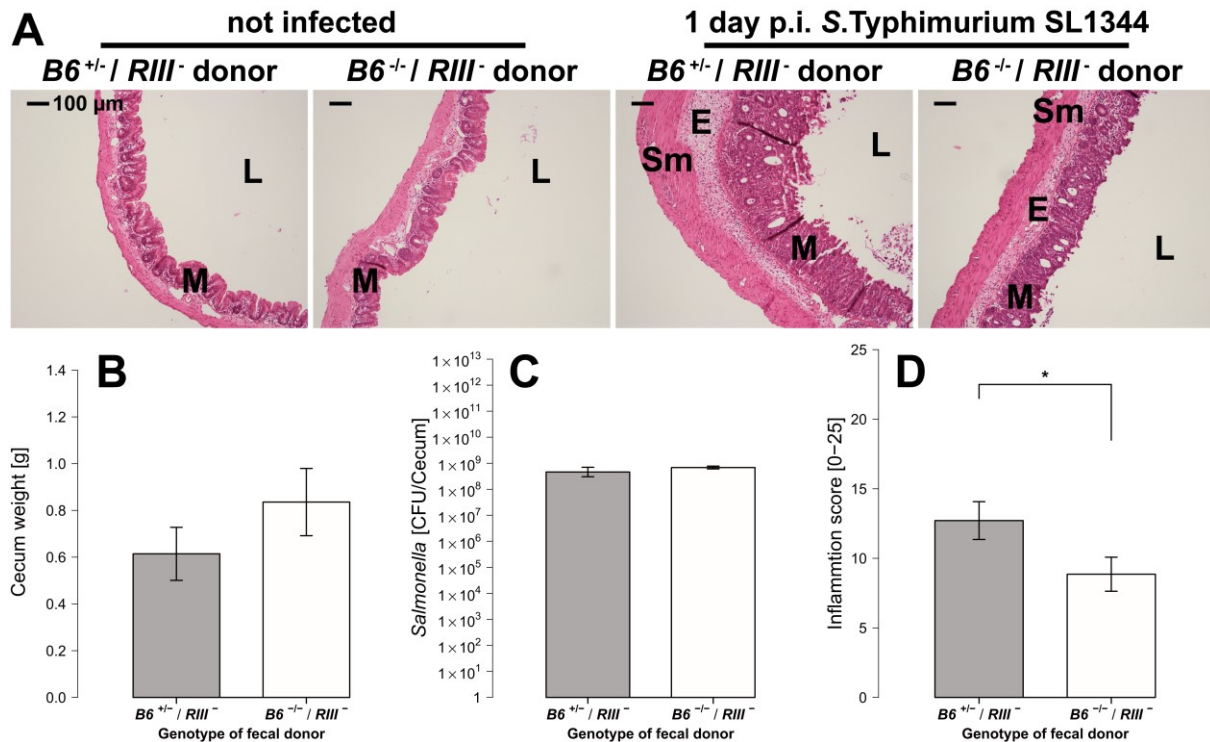 A
not infected
1 day p.i. S.Typhimurium SL1344
B6+/-/ RIII- donor
B6-/-/ RIII- donor
B6+/-/ RIII- donor
B6-/-/ RIII- donor
100 µm
L
M
L
M
E
Sm
L
M
Sm
E
L
M
B
Cecum weight [g]
1.4
1.2
1.0
0.8
0.6
0.4
0.2
0.0
B6 +/– / RIII –
B6 –/– / RIII –
Genotype of fecal donor
C
Salmonella [CFU/Cecum]
1×10^13
1×10^12
1×10^11
1×10^10
1×10^9
1×10^8
1×10^7
1×10^6
1×10^5
1×10^4
1×10^3
1×10^2
1×10^1
1
B6 +/– / RIII –
B6 –/– / RIII –
Genotype of fecal donor
D
Inflammtion score [0–25]
25
20
15
10
5
0
*
B6 +/– / RIII –
B6 –/– / RIII –
Genotype of fecal donor